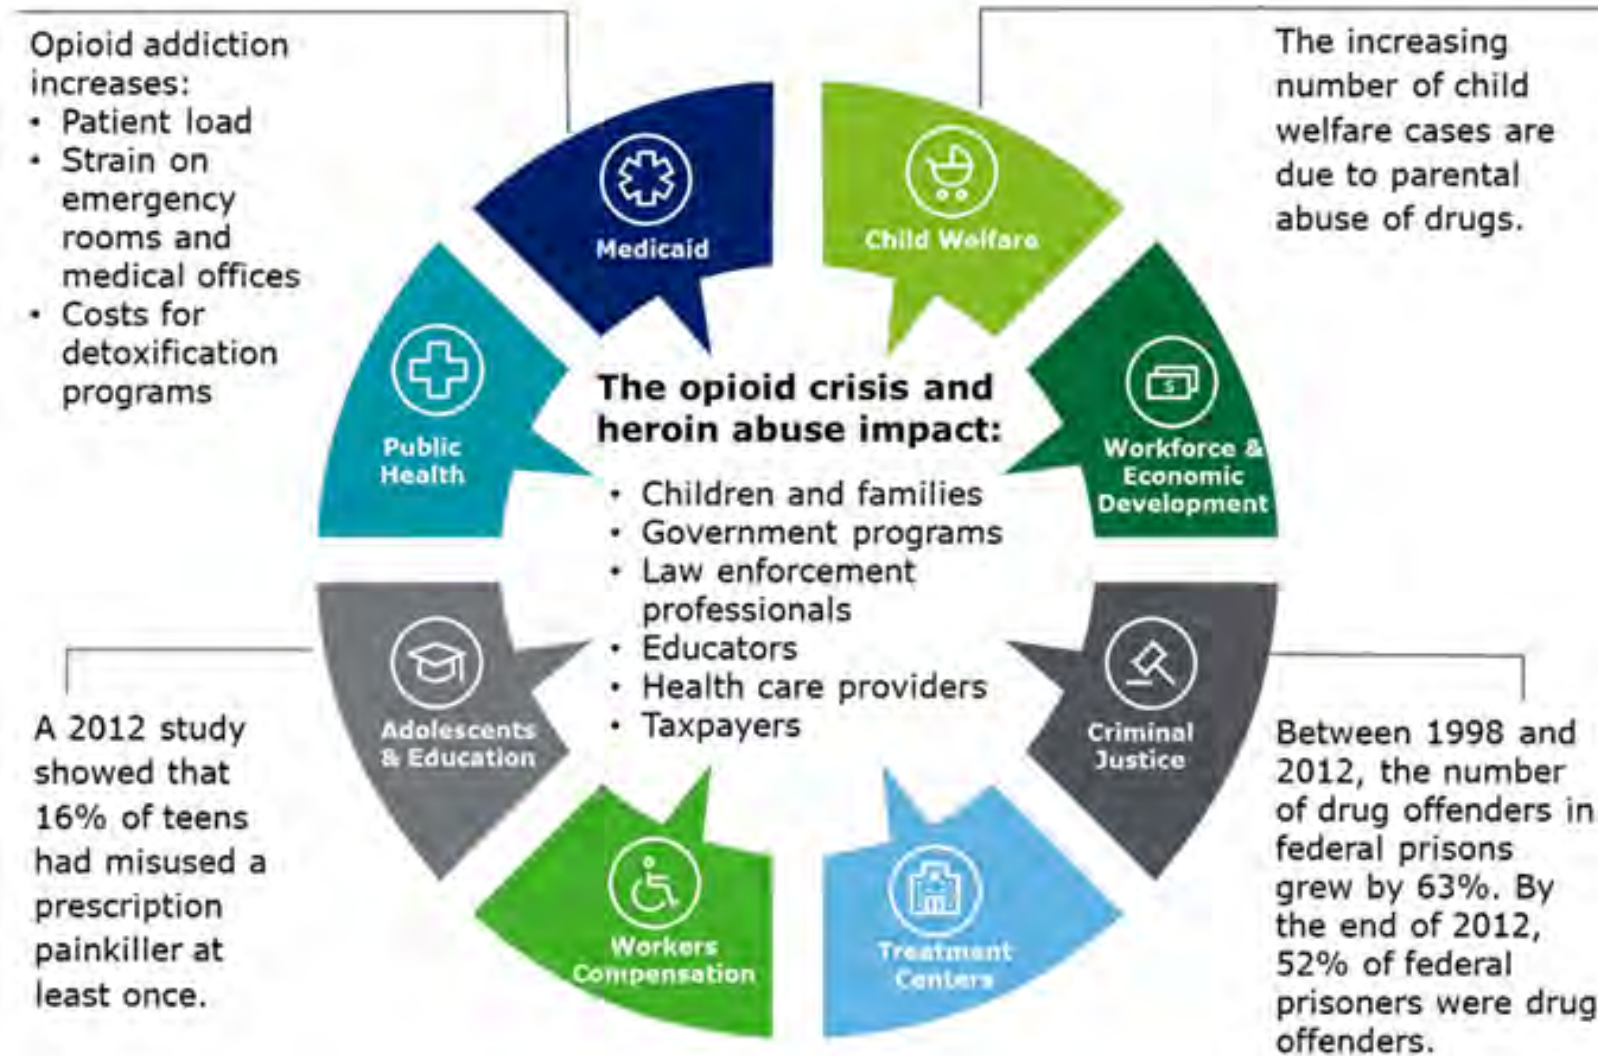 Opioid addiction
increases:
• Patient load
• Strain on
emergency
rooms and
medical offices
• Costs for
detoxification
programs
The increasing
number of child
welfare cases are
due to parental
abuse of drugs.
Medicaid
Child Welfare
Public
Health
Workforce &
Economic
Development
The opioid crisis and
heroin abuse impact:
• Children and families
• Government programs
• Law enforcement
professionals
• Educators
• Health care providers
• Taxpayers
Adolescents
& Education
Criminal
Justice
Workers
Compensation
Treatment
Centers
A 2012 study
showed that
16% of teens
had misused a
prescription
painkiller at
least once.
Between 1998 and
2012, the number
of drug offenders in
federal prisons
grew by 63%. By
the end of 2012,
52% of federal
prisoners were drug
offenders.